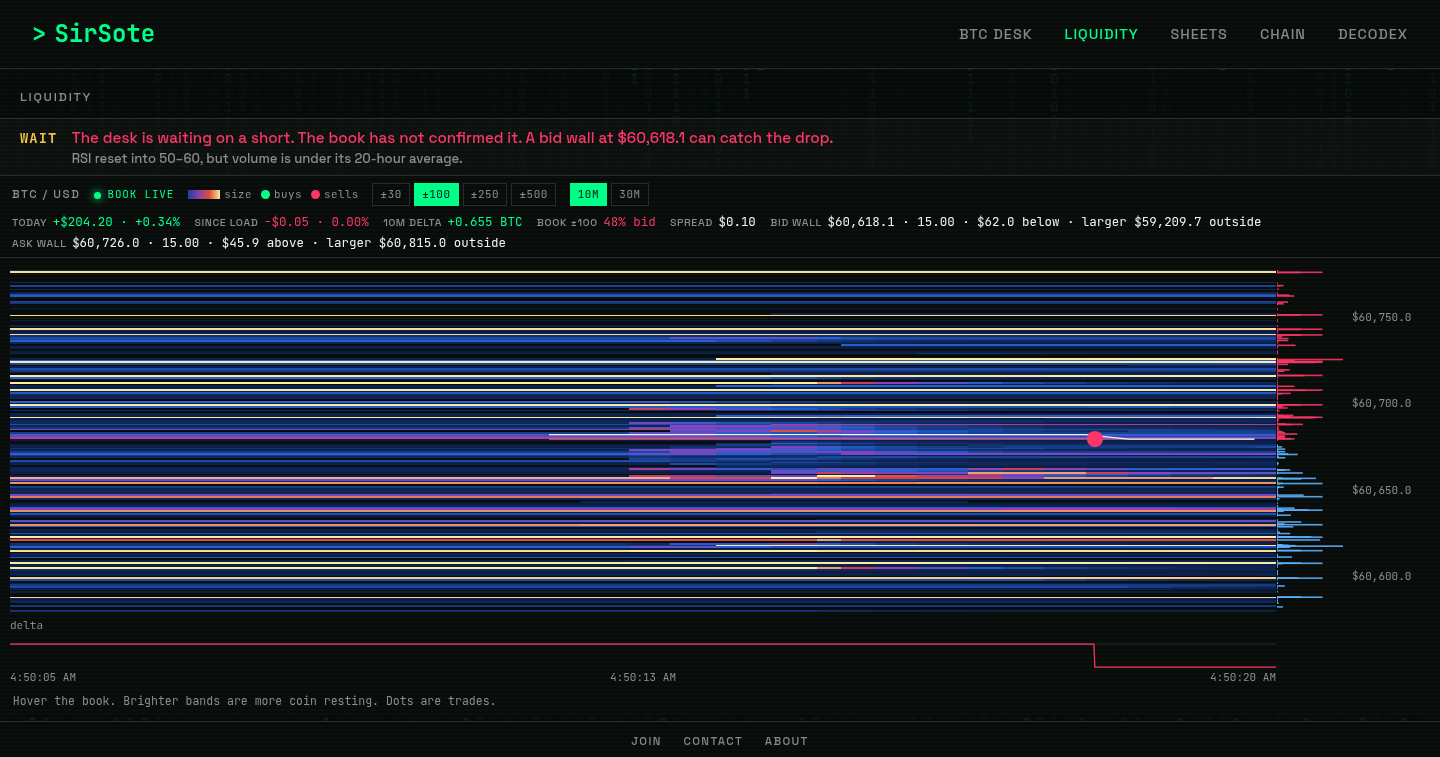 > SirSote
BTC DESK LIQUIDITY SHEETS CHAIN DECODEX
LIQUIDITY
WAIT The desk is waiting on a short. The book has not confirmed it. A bid wall at $60,618.1 can catch the drop.
RSI reset into 50–60, but volume is under its 20-hour average.
BTC / USD BOOK LIVE size buys sells ±30 ±100 ±250 ±500 10M 30M
TODAY +$204.20 · +0.34% SINCE LOAD -$0.05 · 0.00% 10M DELTA +0.655 BTC BOOK ±100 48% bid SPREAD $0.10 BID WALL $60,618.1 · 15.00 · $62.0 below · larger $59,209.7 outside
ASK WALL $60,726.0 · 15.00 · $45.9 above · larger $60,815.0 outside
$60,750.0
$60,700.0
$60,650.0
$60,600.0
delta
4:50:05 AM 4:50:13 AM 4:50:20 AM
Hover the book. Brighter bands are more coin resting. Dots are trades.
JOIN CONTACT ABOUT